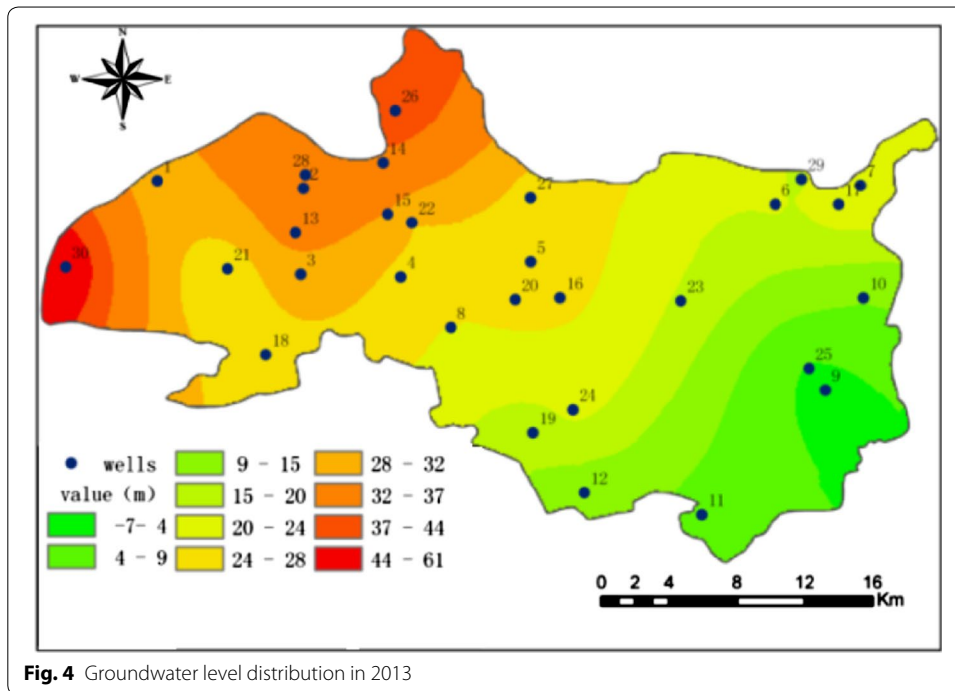 N
W E
S
26
28 14
1 2
29 7
6 17
27
15 22
13
30 21 3 4 5
20 16 23 10
8
18
25
9
24
19
12
11
wells
value (m)
-7- 4
4 - 9
9 - 15
15 - 20
20 - 24
24 - 28
28 - 32
32 - 37
37 - 44
44 - 61
0 2 4 8 12 16
Km
Fig. 4 Groundwater level distribution in 2013